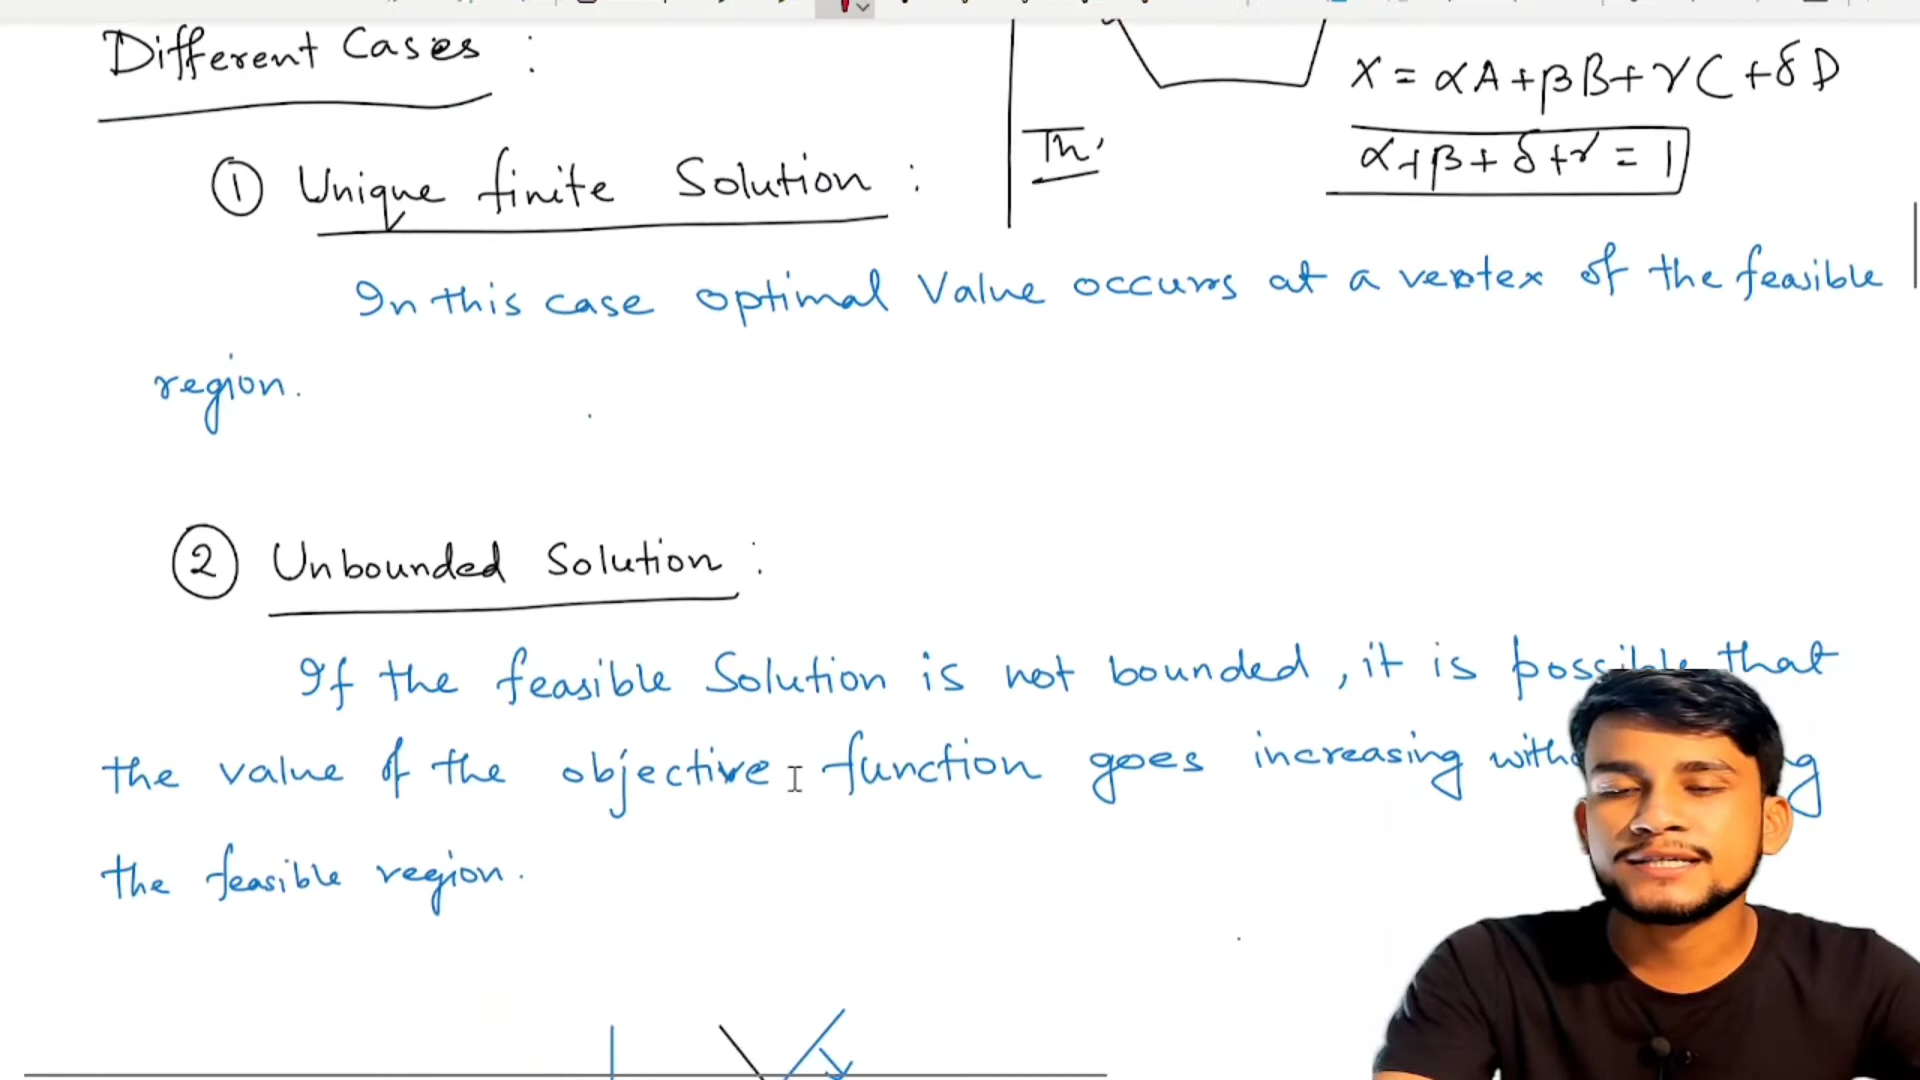 Different Cases :
X = αA + βB + γC + δD
Th.
α + β + δ + γ = 1
① Unique finite Solution :
In this case optimal Value occurs at a vertex of the feasible
region.
② Unbounded Solution :
If the feasible Solution is not bounded, it is possible that
the value of the objective function goes increasing
the feasible region.